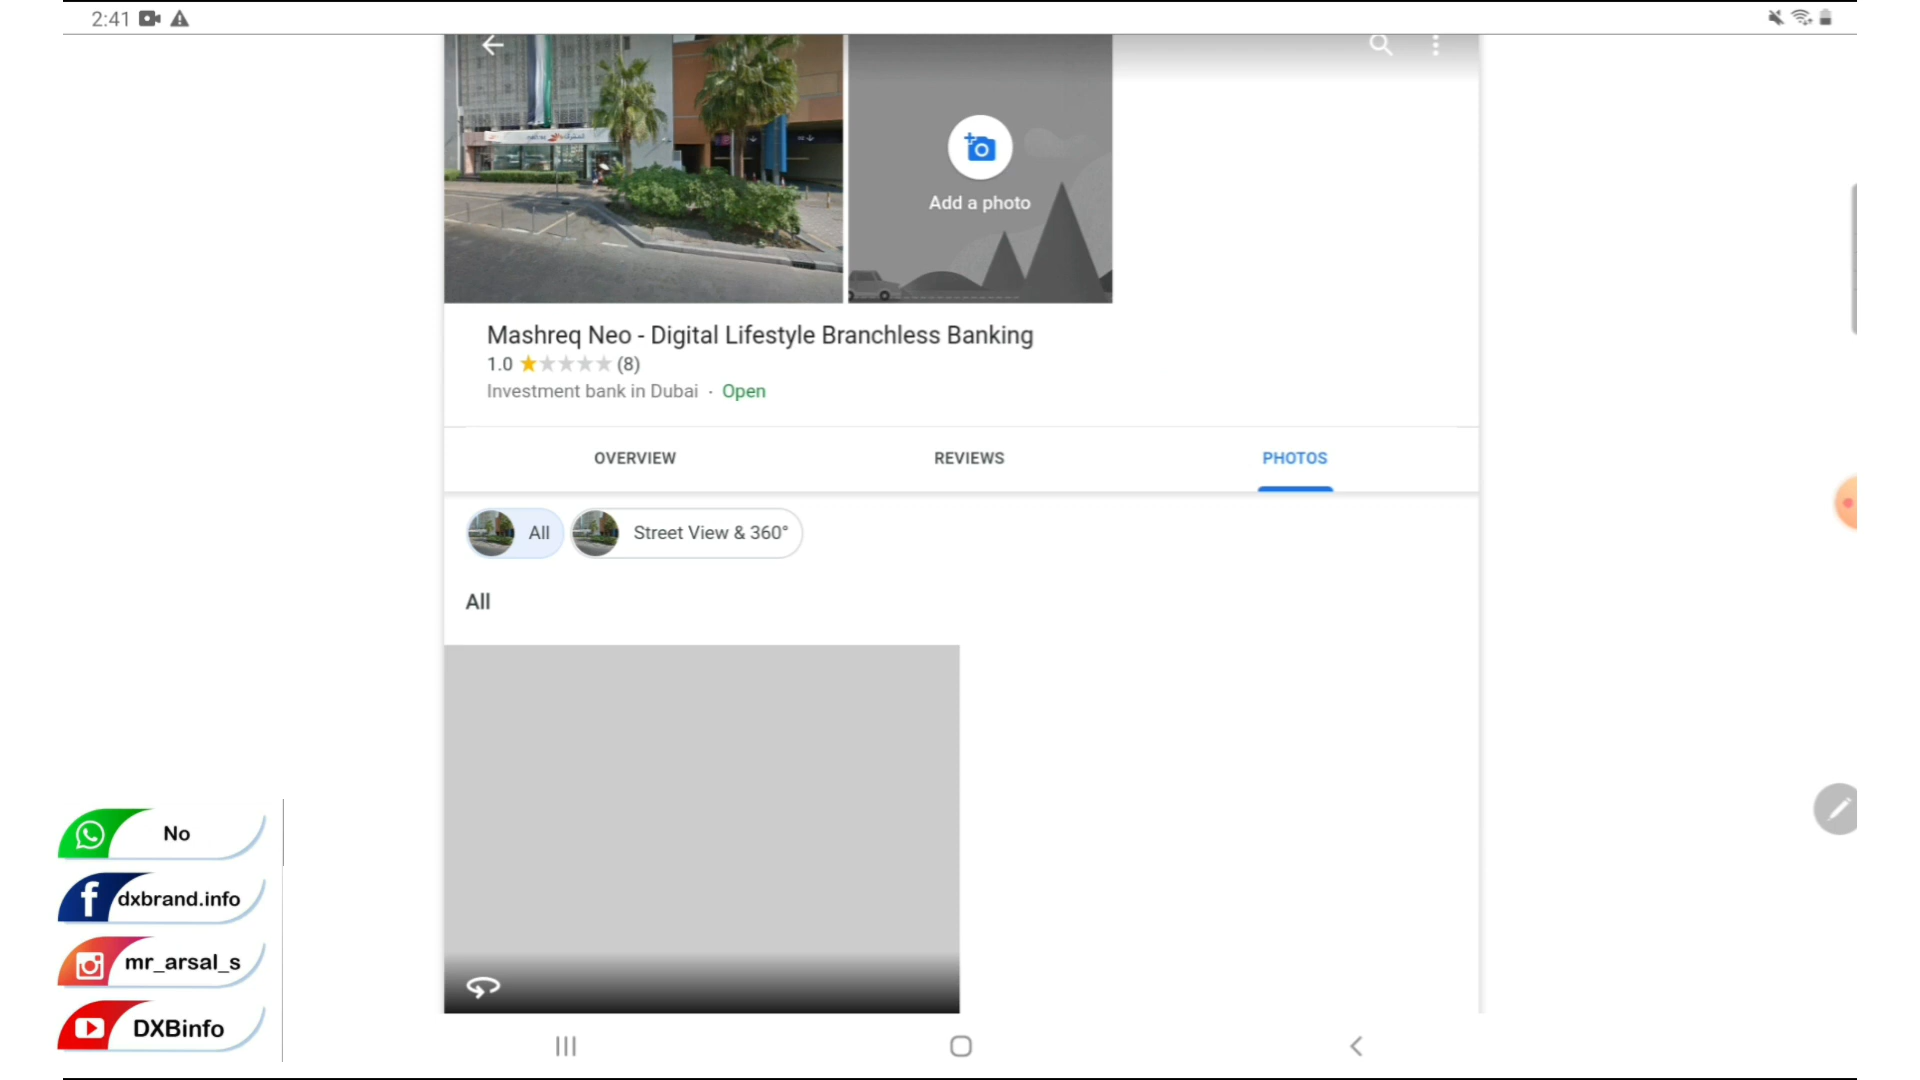 2:41
Add a photo
Mashreq Neo - Digital Lifestyle Branchless Banking
1.0 (8)
Investment bank in Dubai · Open
OVERVIEW
REVIEWS
PHOTOS
All
Street View & 360°
All
No
dxbrand.info
mr_arsal_s
DXBinfo